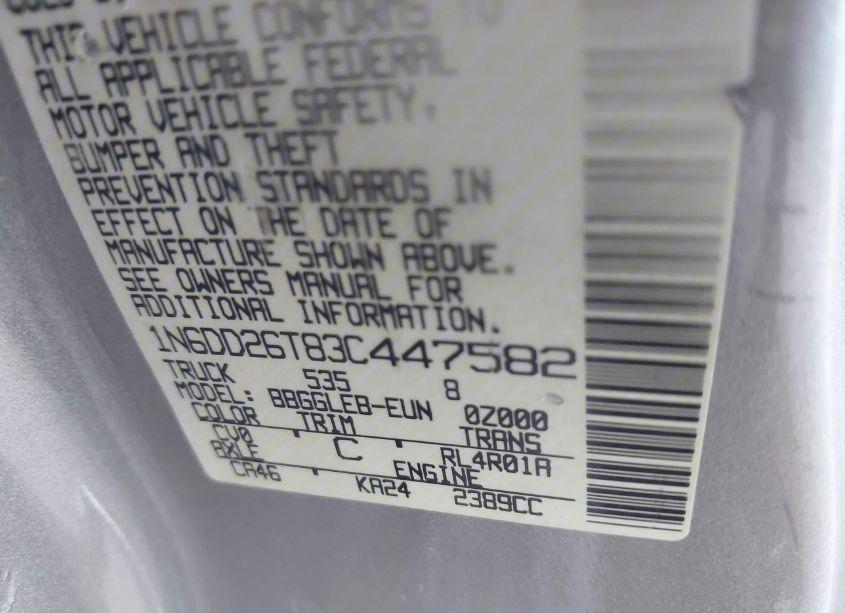 THIS VEHICLE CONFORMS TO
ALL APPLICABLE FEDERAL
MOTOR VEHICLE SAFETY,
BUMPER AND THEFT
PREVENTION STANDARDS IN
EFFECT ON THE DATE OF
MANUFACTURE SHOWN ABOVE.
SEE OWNERS MANUAL FOR
ADDITIONAL INFORMATION.
1N6DD26T83C447582
TRUCK 535 8
MODEL: BBGGLEB-EUN 0Z000
COLOR TRIM TRANS
CV0 C RL4R01A
AXLE ENGINE
CA46 KA24 2389CC